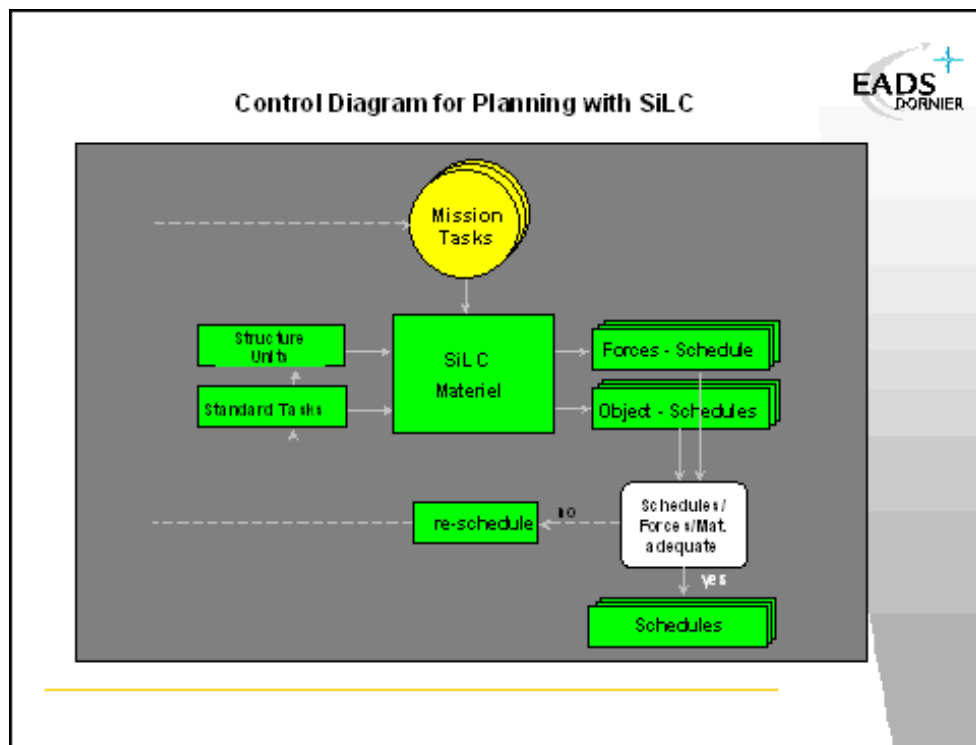 EADS
DORNIER
Control Diagram for Planning with SiLC
Mission
Tasks
Structure
Units
SiLC
Materiel
Forces - Schedule
Standard Tasks
Object - Schedules
re-schedule
no
Schedules/
Forces/Mat.
adequate
yes
Schedules